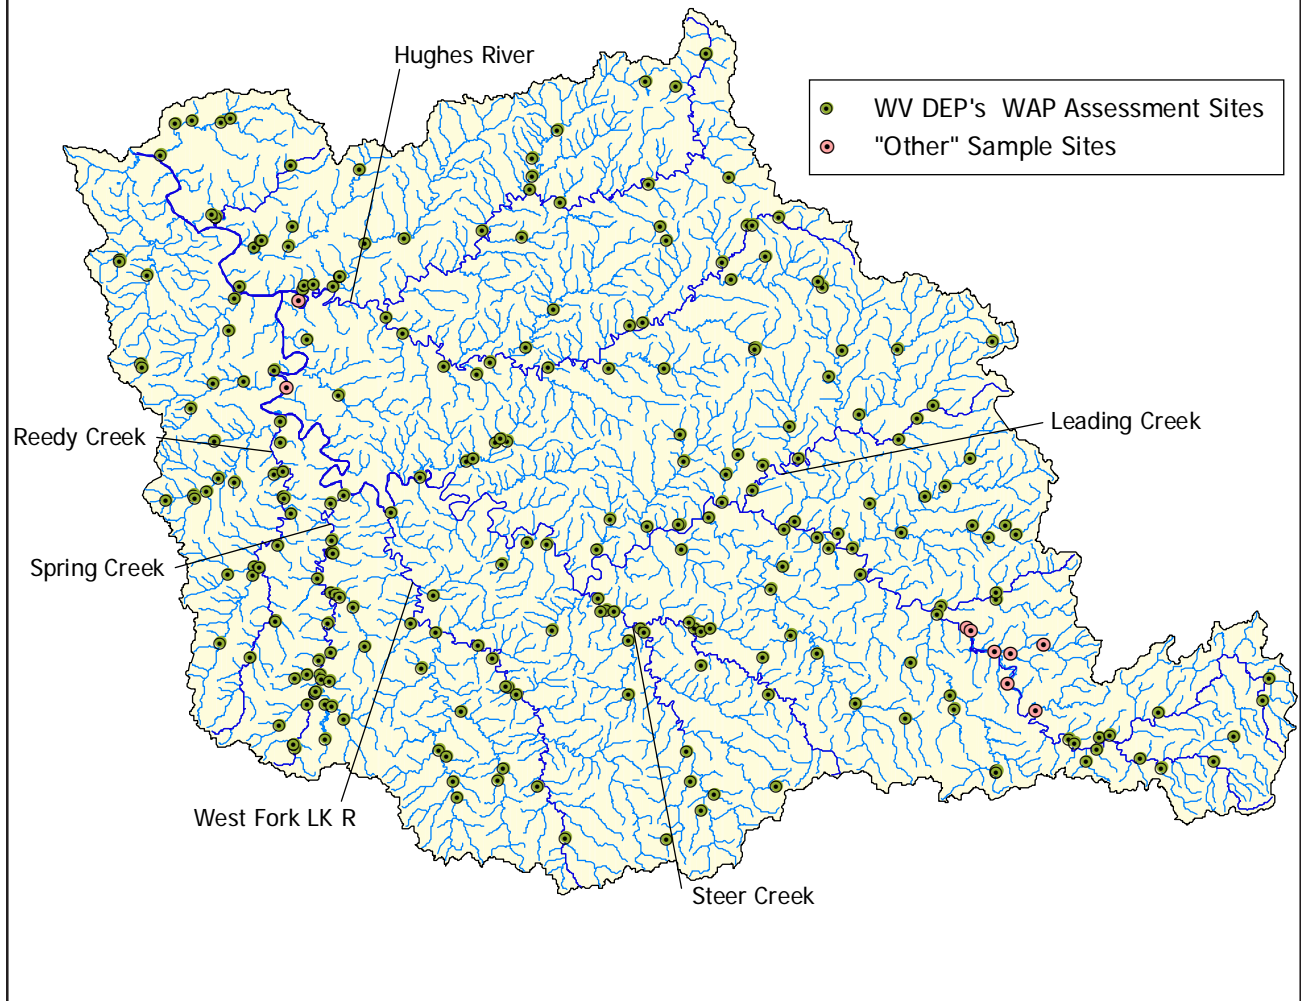 Hughes River
WV DEP's WAP Assessment Sites
"Other" Sample Sites
Leading Creek
Reedy Creek
Spring Creek
West Fork LK R
Steer Creek